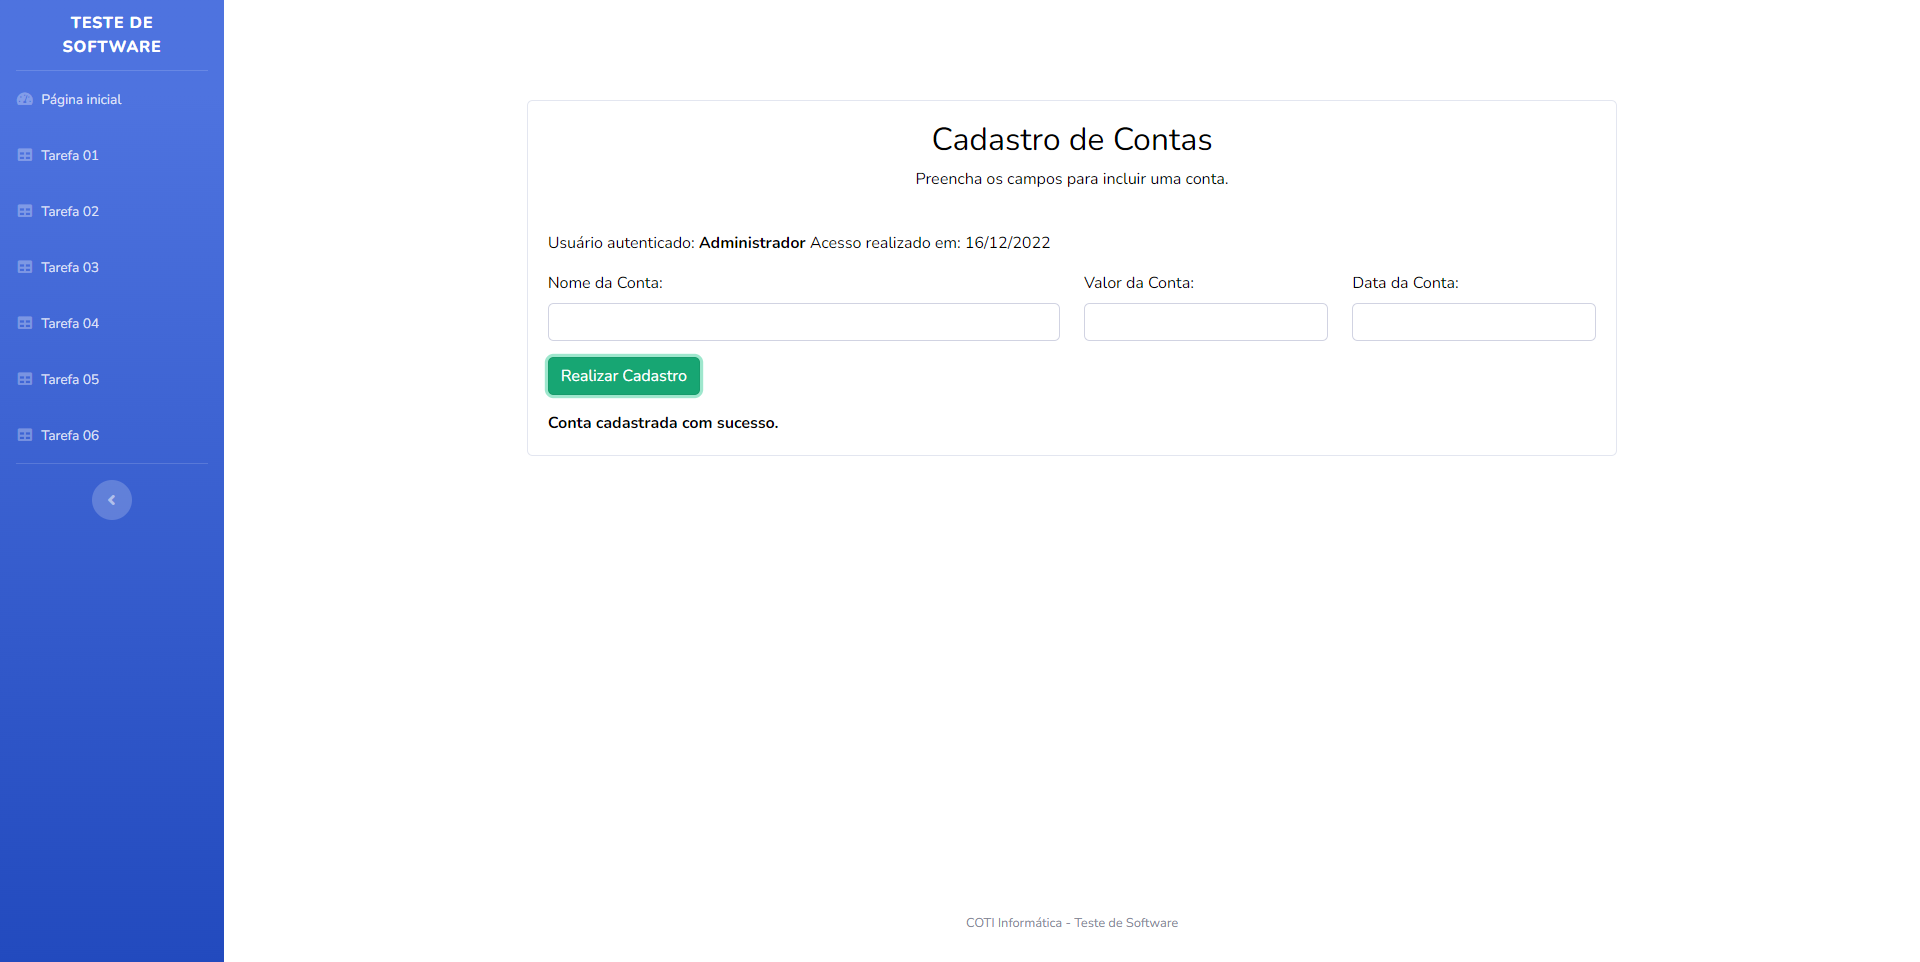 TESTE DE
SOFTWARE
Página inicial
Tarefa 01
Tarefa 02
Tarefa 03
Tarefa 04
Tarefa 05
Tarefa 06
Cadastro de Contas
Preencha os campos para incluir uma conta.
Usuário autenticado: Administrador Acesso realizado em: 16/12/2022
Nome da Conta:
Valor da Conta:
Data da Conta:
Realizar Cadastro
Conta cadastrada com sucesso.
COTI Informática - Teste de Software